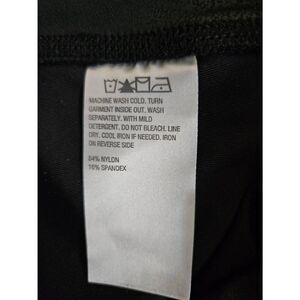 MACHINE WASH COLD. TURN
GARMENT INSIDE OUT. WASH
SEPARATELY. WITH MILD
DETERGENT. DO NOT BLEACH. LINE
DRY. COOL IRON IF NEEDED. IRON
ON REVERSE SIDE
84% NYLON
16% SPANDEX